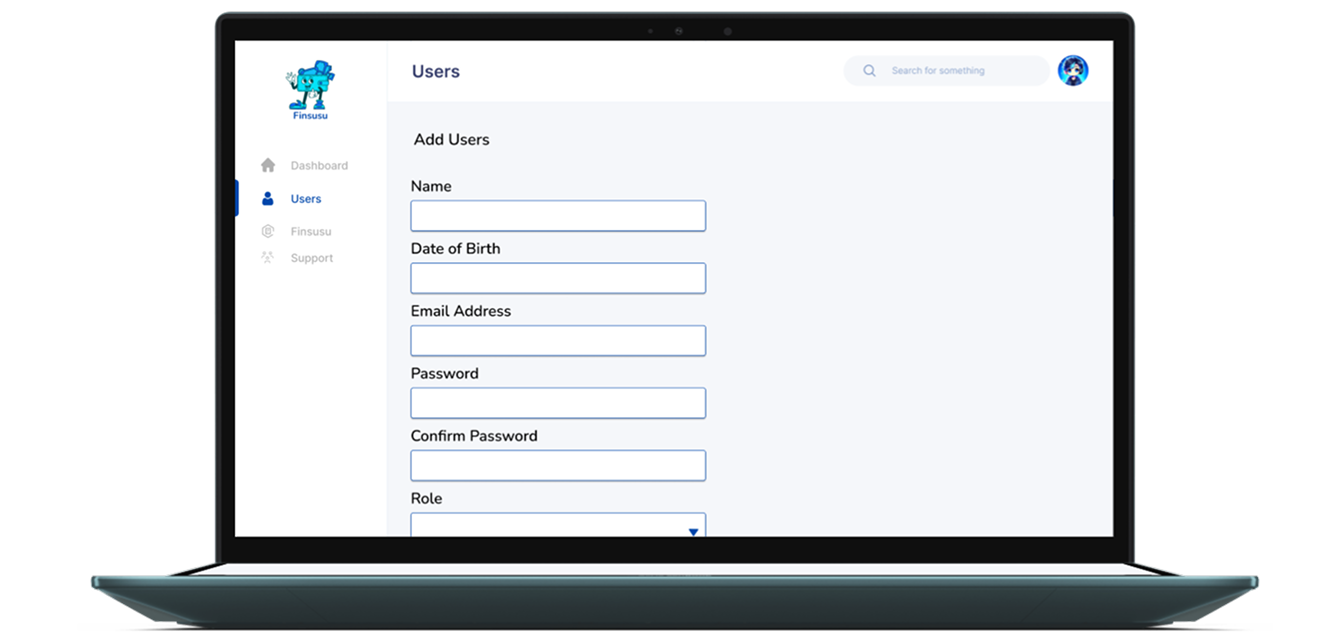 Finsusu
Dashboard
Users
Finsusu
Support
Users
Search for something
Add Users
Name
Date of Birth
Email Address
Password
Confirm Password
Role